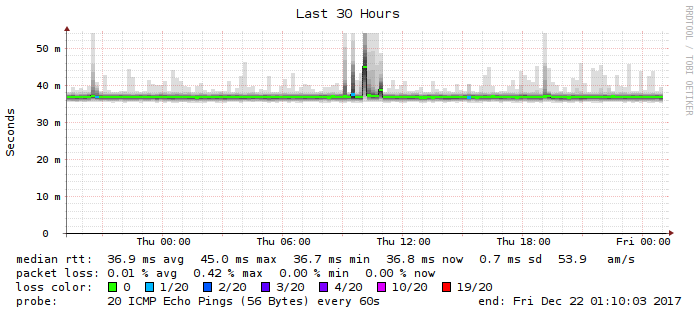 Last 30 Hours
RRDTOOL / TOBI OETIKER
Seconds
50 m
40 m
30 m
20 m
10 m
0
Thu 00:00 Thu 06:00 Thu 12:00 Thu 18:00 Fri 00:00
median rtt: 36.9 ms avg 45.0 ms max 36.7 ms min 36.8 ms now 0.7 ms sd 53.9 am/s
packet loss: 0.01 % avg 0.42 % max 0.00 % min 0.00 % now
loss color: 0 1/20 2/20 3/20 4/20 10/20 19/20
probe: 20 ICMP Echo Pings (56 Bytes) every 60s end: Fri Dec 22 01:10:03 2017